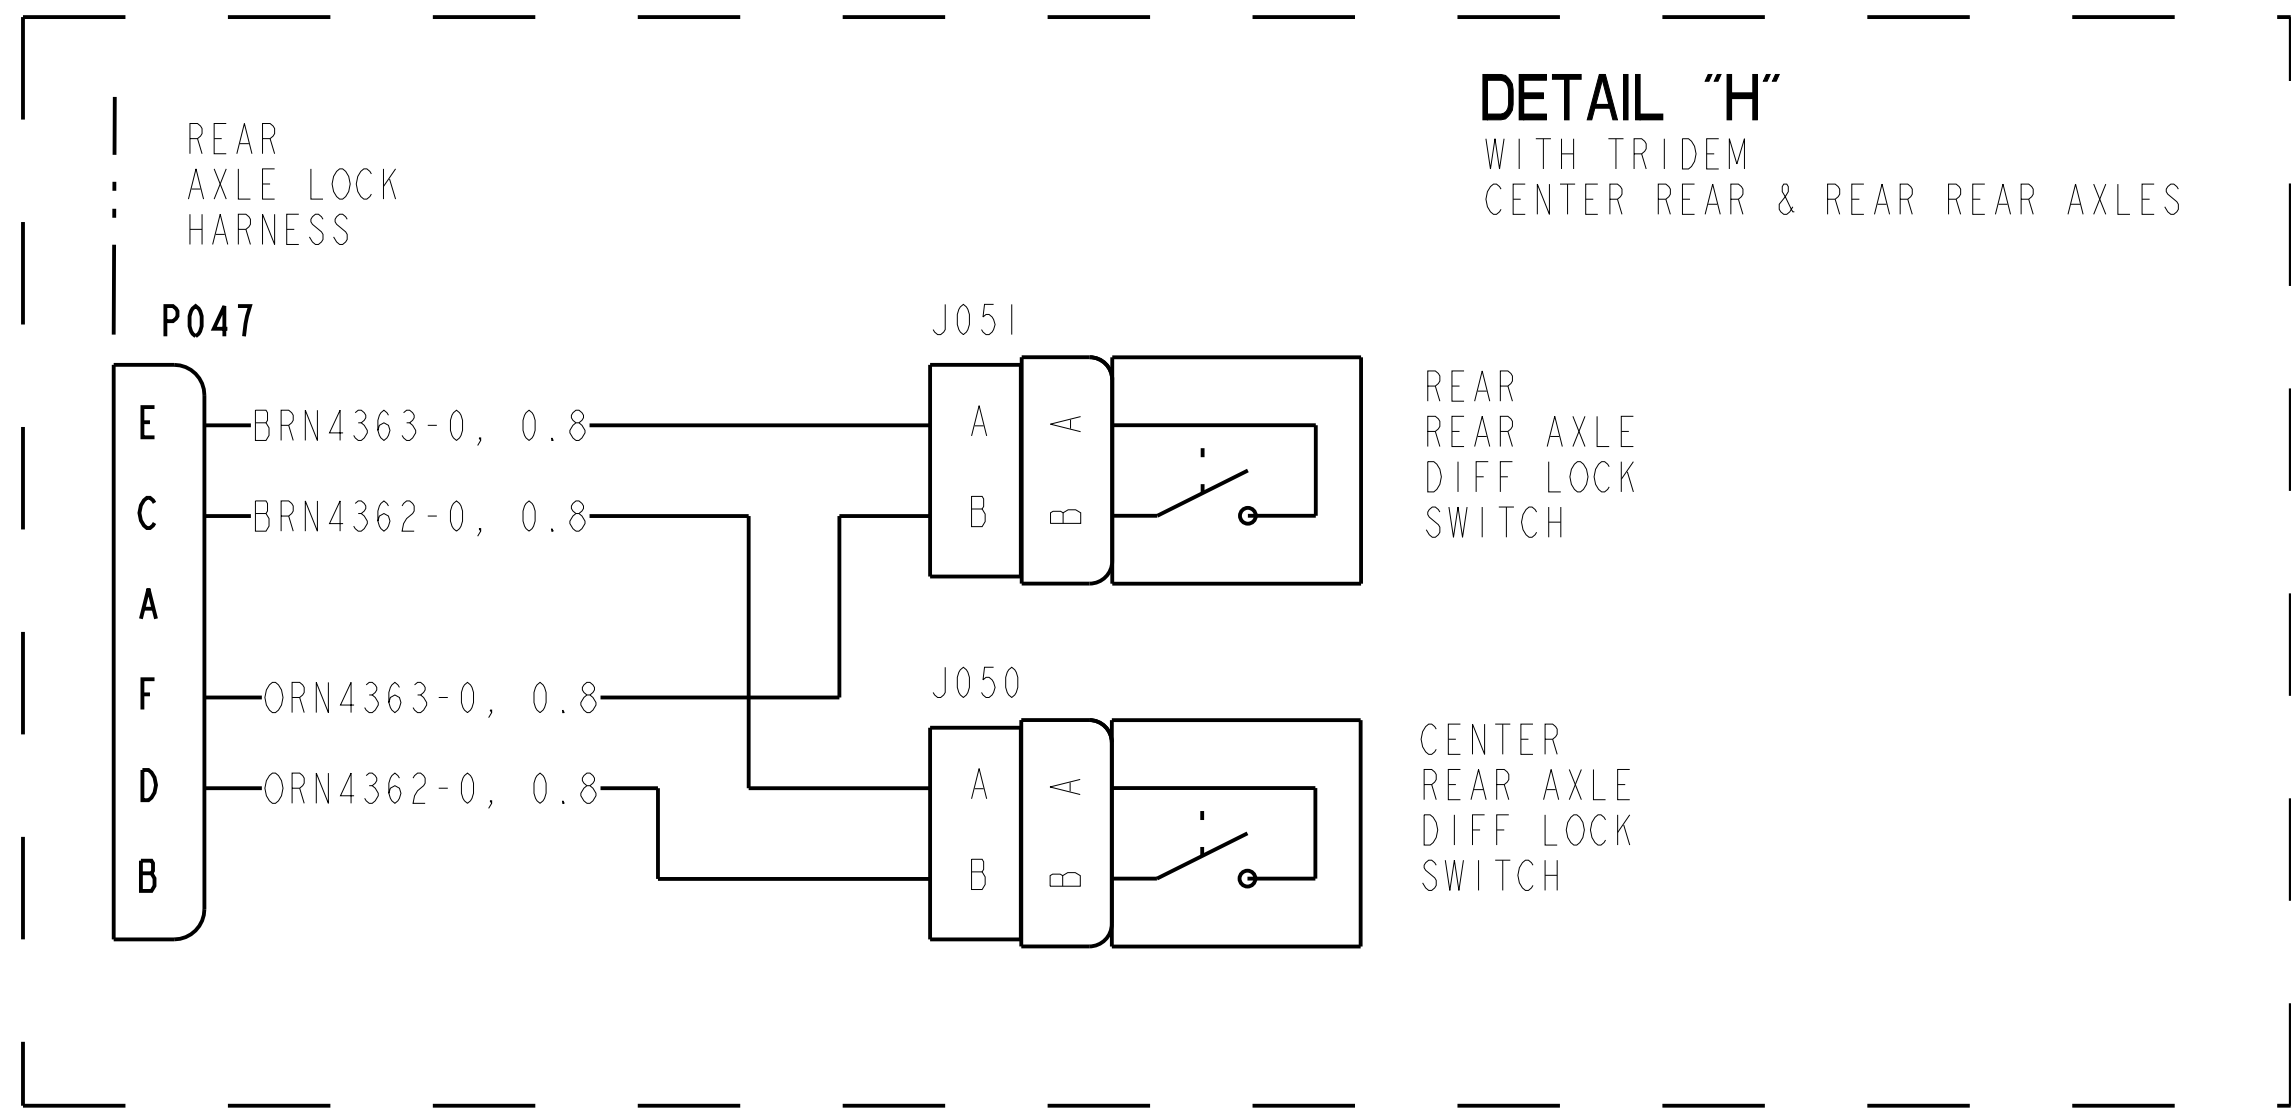 DETAIL "H"
WITH TRIDEM
CENTER REAR & REAR REAR AXLES
REAR
AXLE LOCK
HARNESS
P047
E
C
A
F
D
B
BRN4363-0, 0.8
BRN4362-0, 0.8
ORN4363-0, 0.8
ORN4362-0, 0.8
J051
A
B
A
B
REAR
REAR AXLE
DIFF LOCK
SWITCH
J050
A
B
A
B
CENTER
REAR AXLE
DIFF LOCK
SWITCH